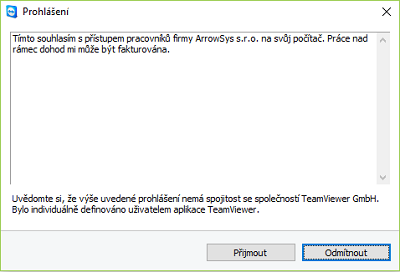 Prohlášení
Tímto souhlasím s přístupem pracovníků firmy ArrowSys s.r.o. na svůj počítač. Práce nad
rámec dohod mi může být fakturována.
Uvědomte si, že výše uvedené prohlášení nemá spojitost se společností TeamViewer GmbH.
Bylo individuálně definováno uživatelem aplikace TeamViewer.
Přijmout
Odmítnout